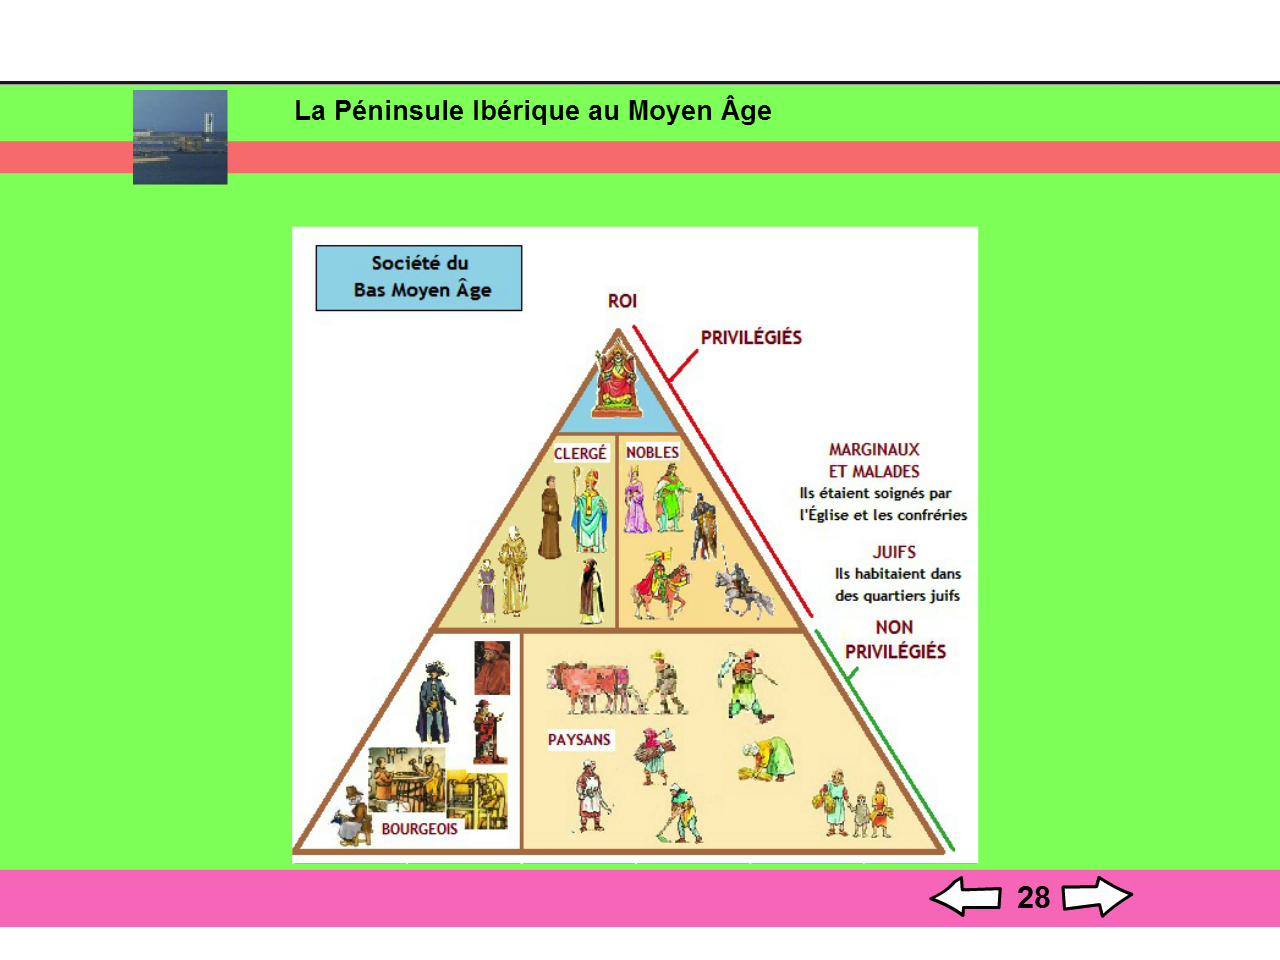 La Péninsule Ibérique au Moyen Âge
Société du
Bas Moyen Âge
ROI
PRIVILÉGIÉS
CLERGÉ
NOBLES
MARGINAUX
ET MALADES
Ils étaient soignés par
l'Église et les confréries
JUIFS
Ils habitaient dans
des quartiers juifs
NON
PRIVILÉGIÉS
PAYSANS
BOURGEOIS
28